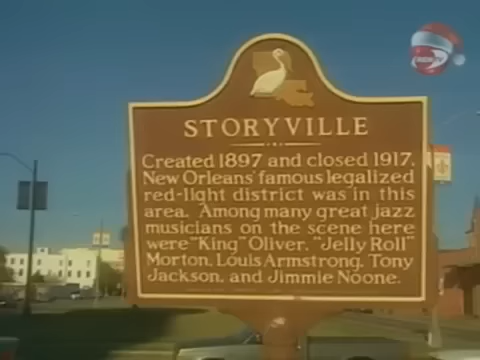 STORYVILLE
Created 1897 and closed 1917,
New Orleans' famous legalized
red-light district was in this
area. Among many great jazz
musicians on the scene here
were "King" Oliver, "Jelly Roll"
Morton, Louis Armstrong, Tony
Jackson, and Jimmie Noone.